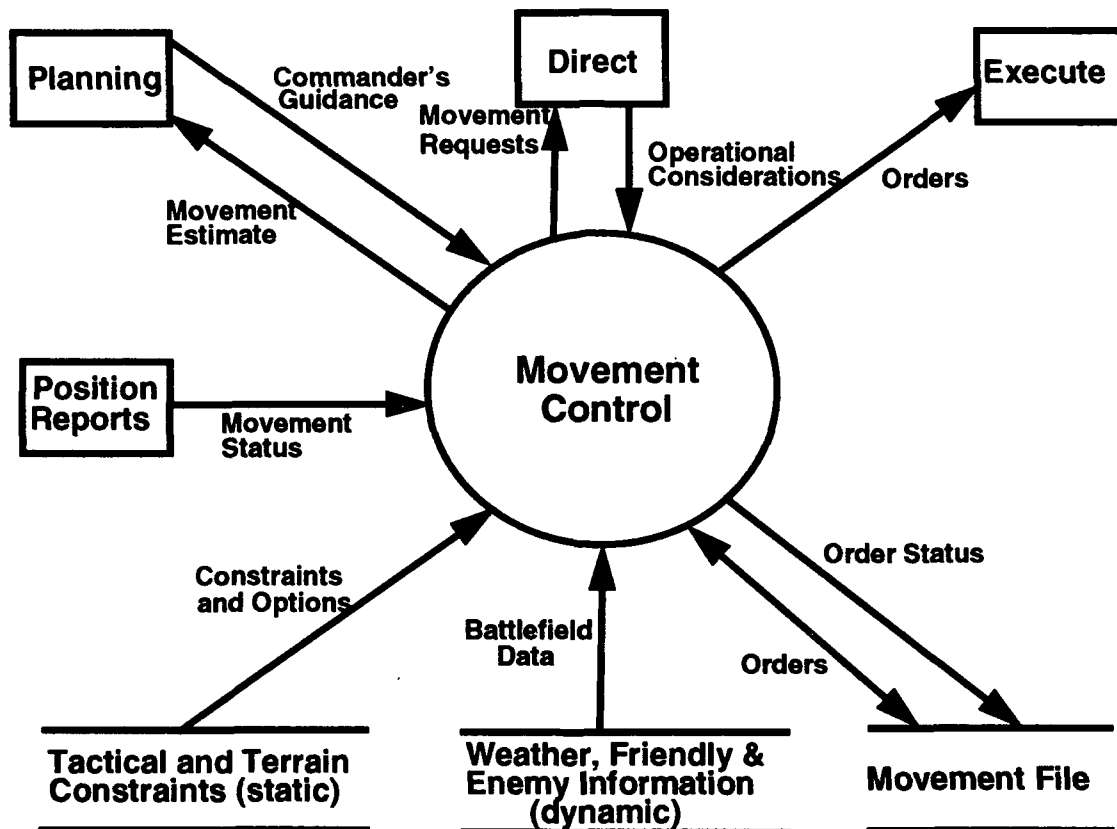 Planning
Commander's
Guidance
Direct
Execute
Movement
Requests
Operational
Considerations
Orders
Movement
Estimate
Movement
Control
Position
Reports
Movement
Status
Constraints
and Options
Battlefield
Data
Order Status
Orders
Tactical and Terrain
Constraints (static)
Weather, Friendly &
Enemy Information
(dynamic)
Movement File